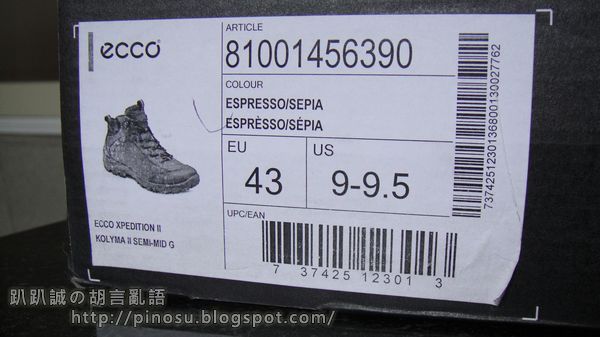 ecco
ECCO XPEDITION II
KOLYMA II SEMI-MID G
ARTICLE
81001456390
COLOUR
ESPRESSO/SEPIA
ESPRÈSSO/SÉPIA
EU
43
US
9-9.5
UPC/EAN
7 37425 12301 3
737425123013680013002776​2
趴趴誠の胡言亂語
http://pinosu.blogspot.com/